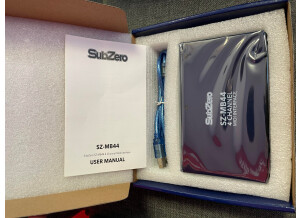 SubZero
SZ-MB44
USER MANUAL
SubZero
SZ-MB44
4 CHANNEL